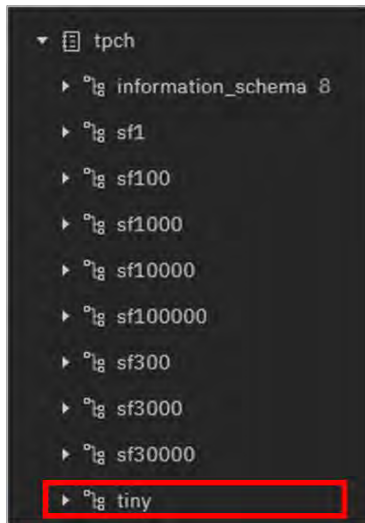 tpch
information_schema 8
sf1
sf100
sf1000
sf10000
sf100000
sf300
sf3000
sf30000
tiny